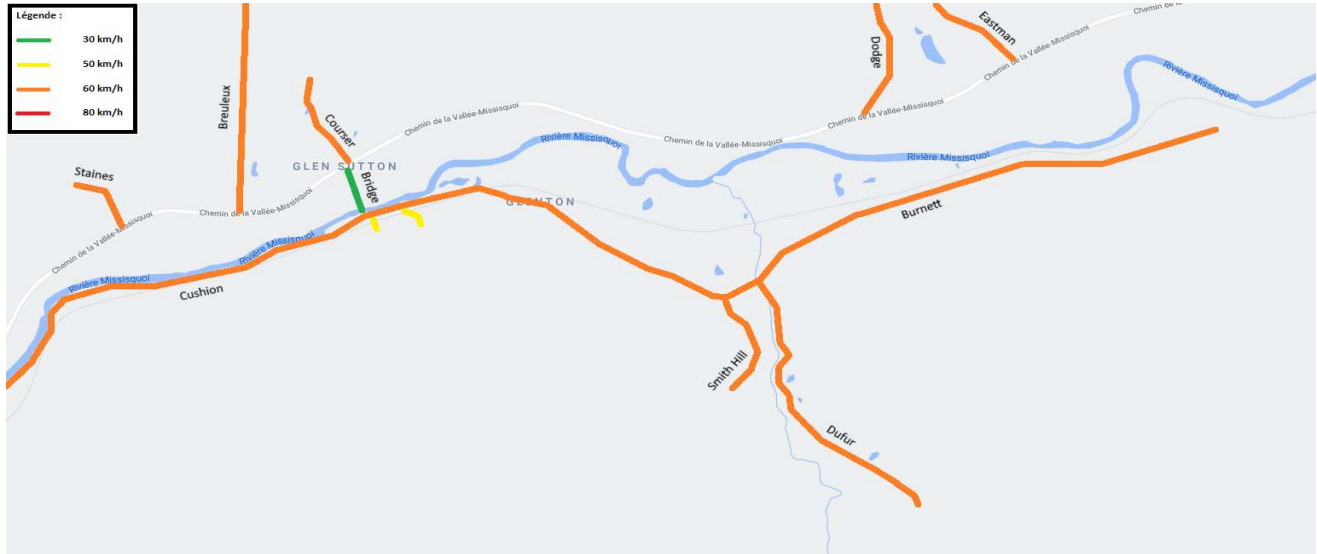 Légende :
30 km/h
50 km/h
60 km/h
80 km/h
Breuleux
Courser
Staines
GLEN SUTTON
Bridge
Chemin de la Vallée-Missisquoi
Chemin de la Vallée-Missisquoi
Chemin de la Vallée-Missisquoi
Rivière Missisquoi
Rivière Missisquoi
Cushion
Dodge
Eastman
Chemin de la
Chemin de la Vallée-Missisquoi
Chemin de la Vallée-Missisquoi
Chemin de la Vallée-Missisquoi
Rivière Missisquoi
Rivière Missisquoi
Rivière Missisquoi
GLENTON
Burnett
Smith Hill
Dufur